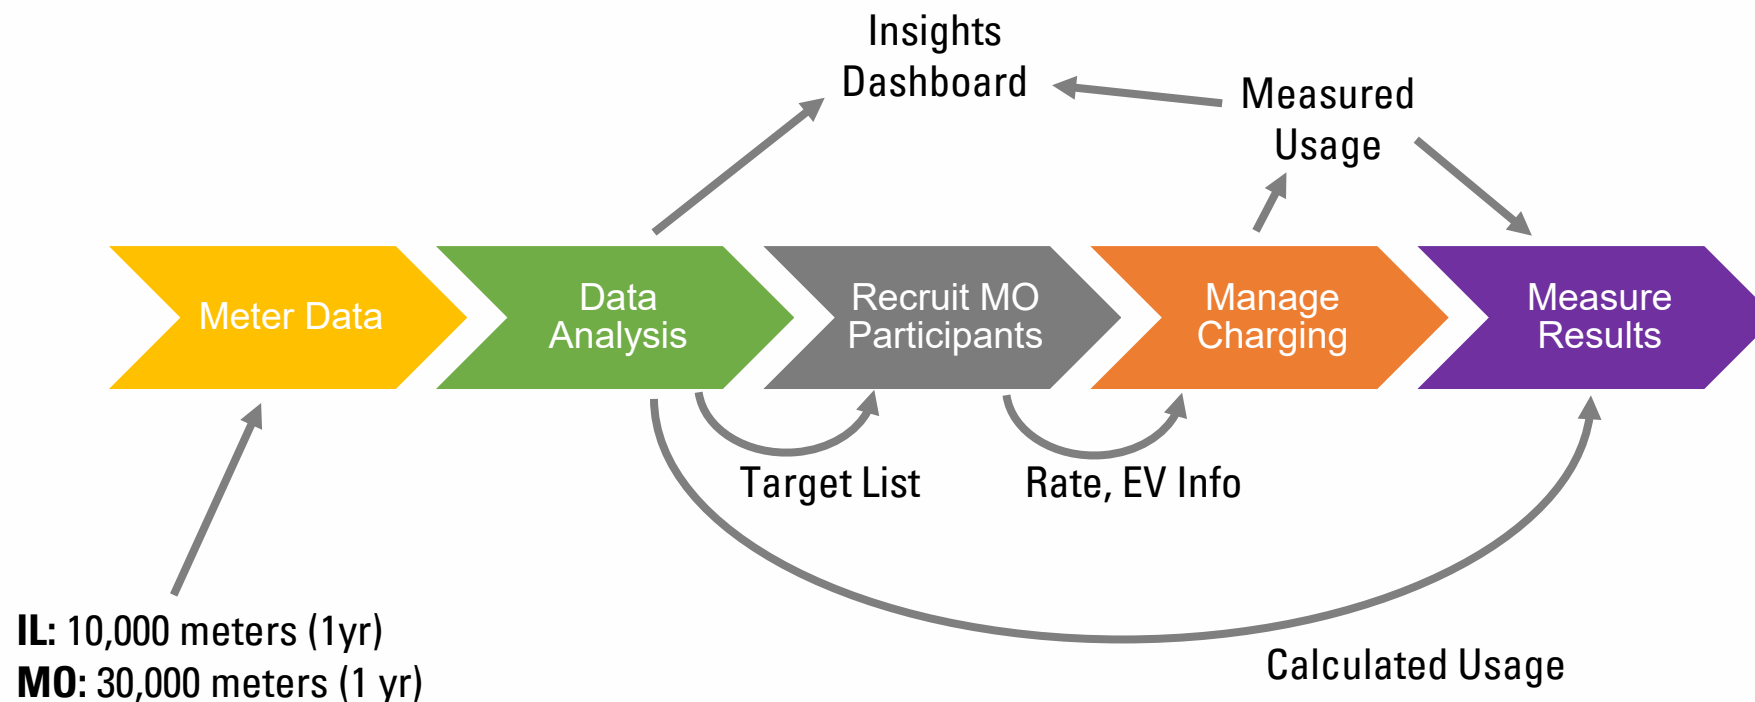 Insights
Dashboard
Measured
Usage
Meter Data
Data
Analysis
Recruit MO
Participants
Manage
Charging
Measure
Results
Target List
Rate, EV Info
IL: 10,000 meters (1yr)
MO: 30,000 meters (1 yr)
Calculated Usage